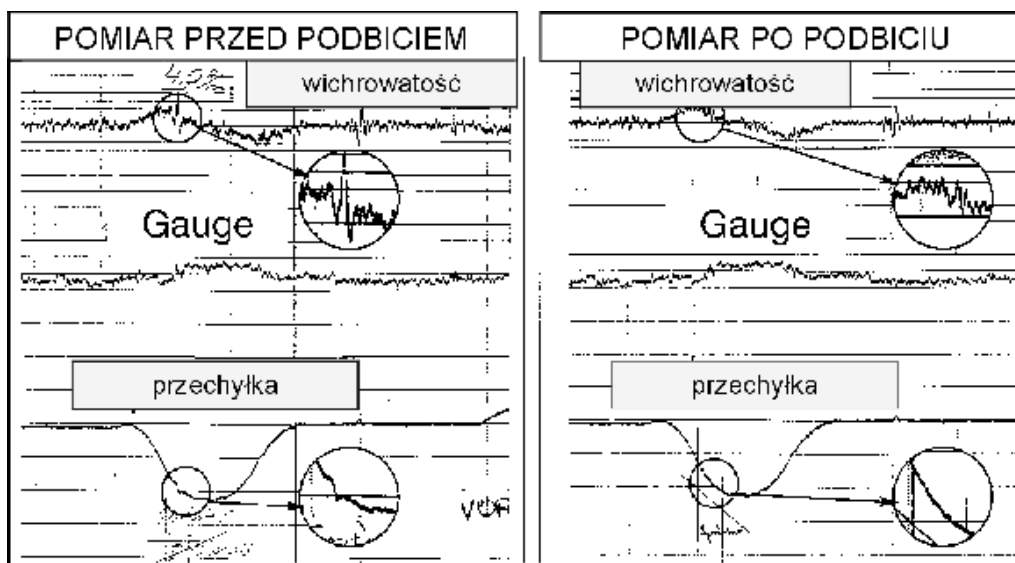 POMIAR PRZED PODBICIEM
wichrowatość
Gauge
przechyłka
POMIAR PO PODBICIU
wichrowatość
Gauge
przechyłka